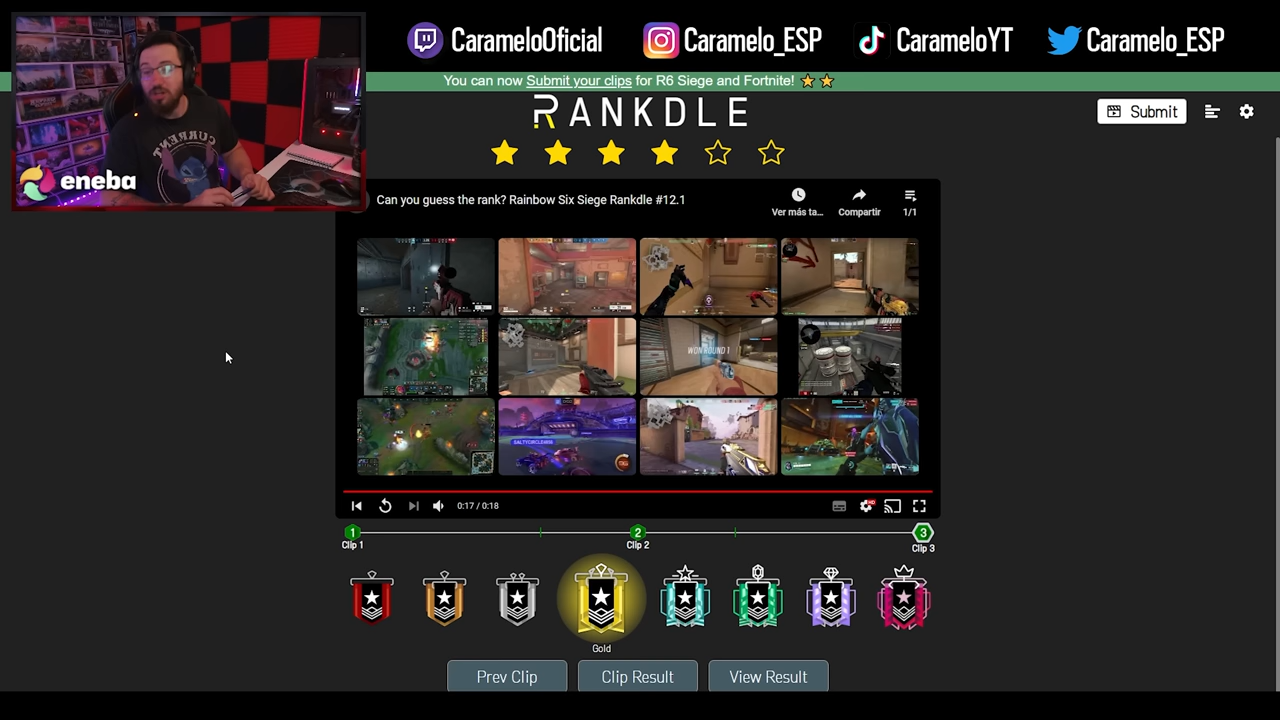 CarameloOficial
Caramelo_ESP
CarameloYT
Caramelo_ESP
You can now Submit your clips for R6 Siege and Fortnite!
RANKDLE
Submit
CURRENT
eneba
Can you guess the rank? Rainbow Six Siege Rankdle #12.1
Ver más ta...
Compartir
1/1
WON ROUND 1
0:17 / 0:18
HD
1
2
3
Clip 1
Clip 2
Clip 3
Gold
Prev Clip
Clip Result
View Result